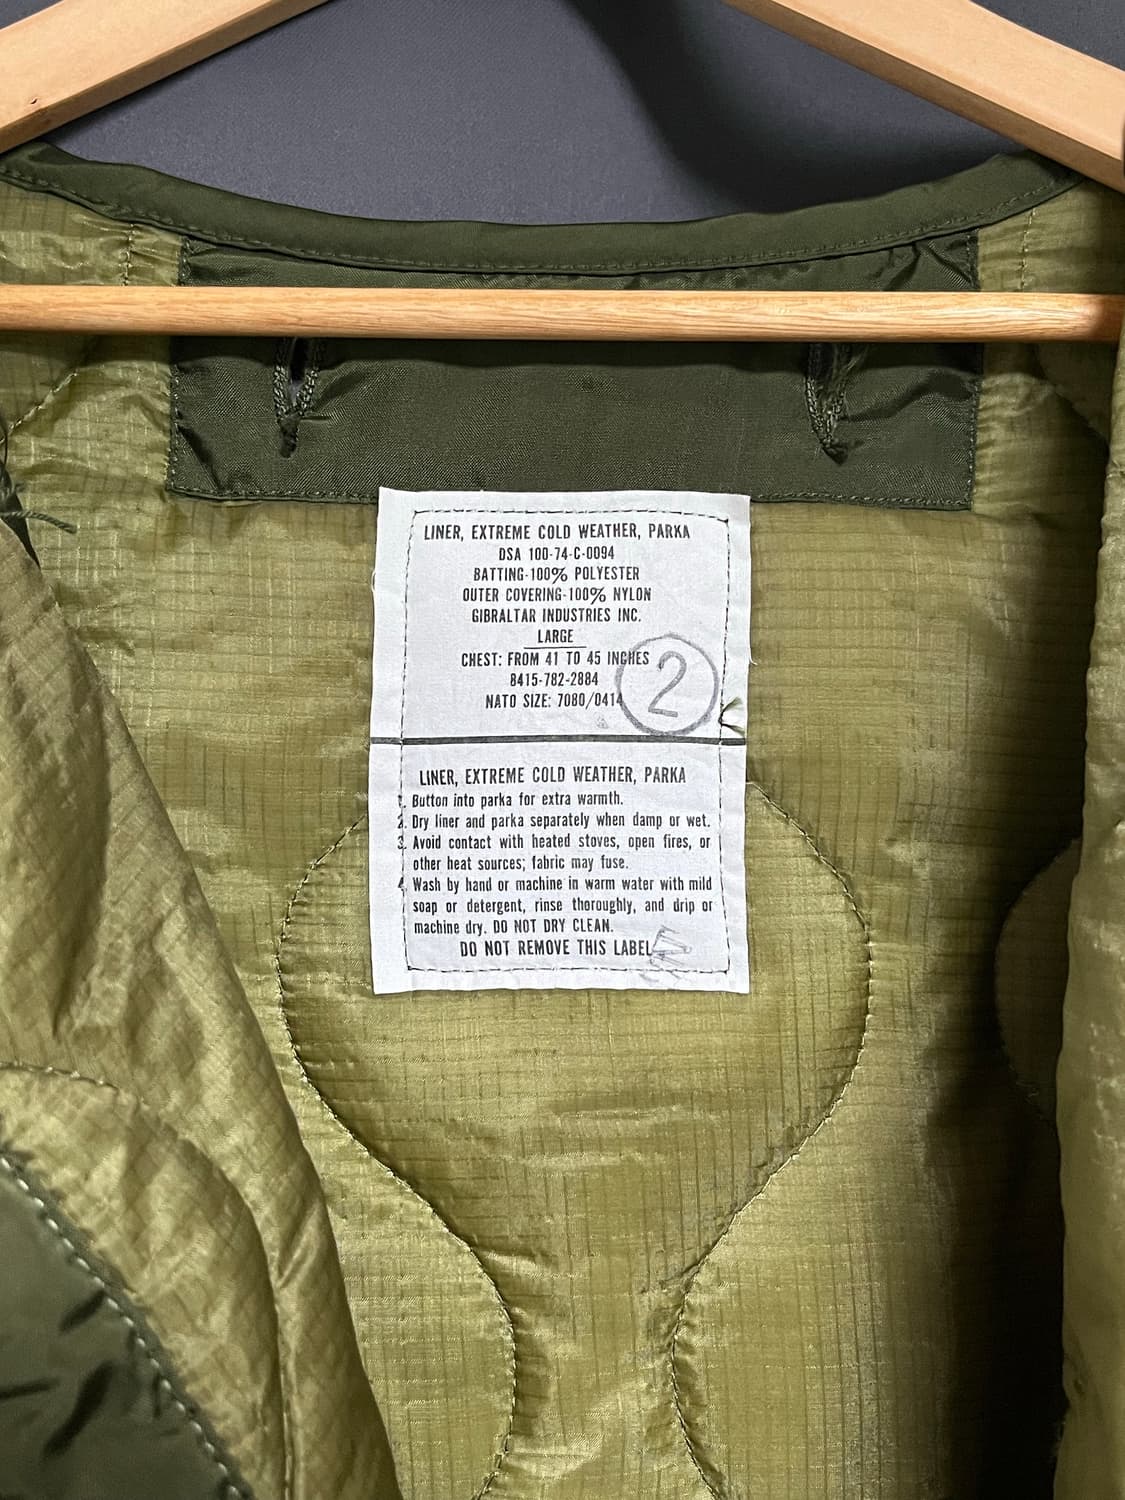 LINER, EXTREME COLD WEATHER, PARKA
DSA 100-74-C-0094
BATTING-100% POLYESTER
OUTER COVERING-100% NYLON
GIBRALTAR INDUSTRIES INC.
LARGE
CHEST: FROM 41 TO 45 INCHES
8415-782-2884
NATO SIZE: 7080/0414
2
LINER, EXTREME COLD WEATHER, PARKA
1. Button into parka for extra warmth.
2. Dry liner and parka separately when damp or wet.
3. Avoid contact with heated stoves, open fires, or
other heat sources; fabric may fuse.
4 Wash by hand or machine in warm water with mild
soap or detergent, rinse thoroughly, and drip or
machine dry. DO NOT DRY CLEAN.
DO NOT REMOVE THIS LABEL